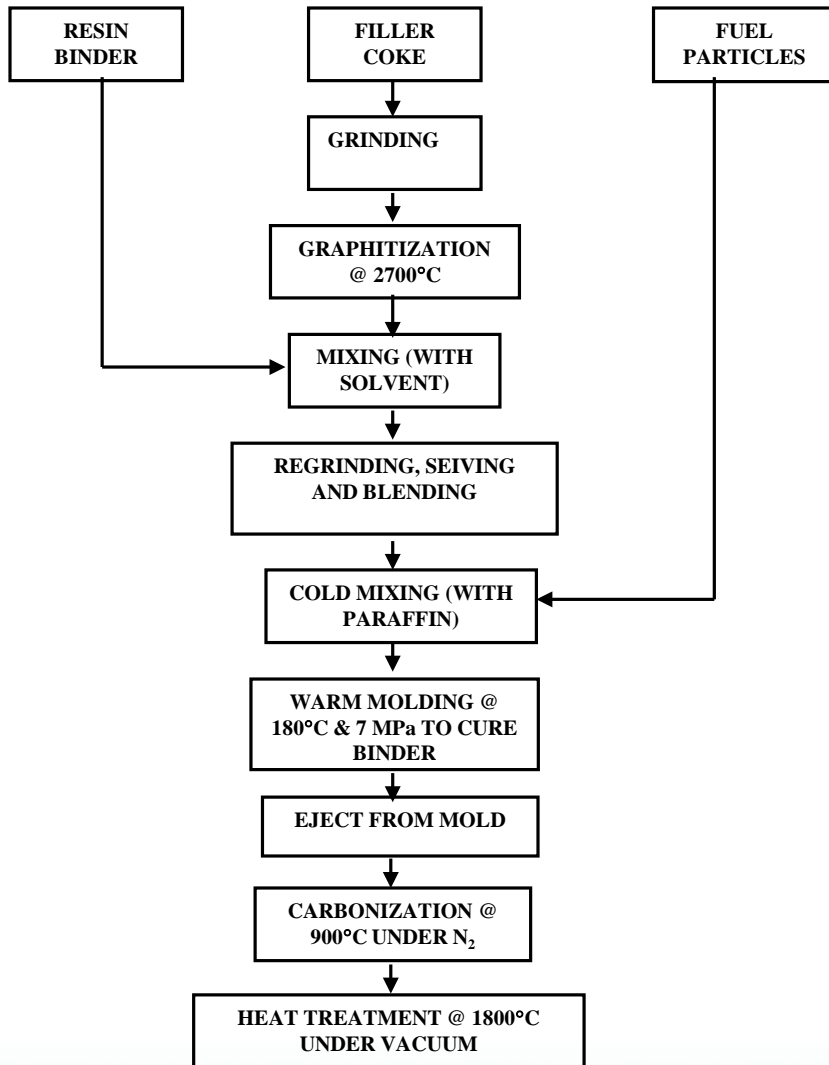 RESIN
BINDER
FILLER
COKE
FUEL
PARTICLES
GRINDING
GRAPHITIZATION
@ 2700°C
MIXING (WITH
SOLVENT)
REGRINDING, SEIVING
AND BLENDING
COLD MIXING (WITH
PARAFFIN)
WARM MOLDING @
180°C & 7 MPa TO CURE
BINDER
EJECT FROM MOLD
CARBONIZATION @
900°C UNDER N₂
HEAT TREATMENT @ 1800°C
UNDER VACUUM